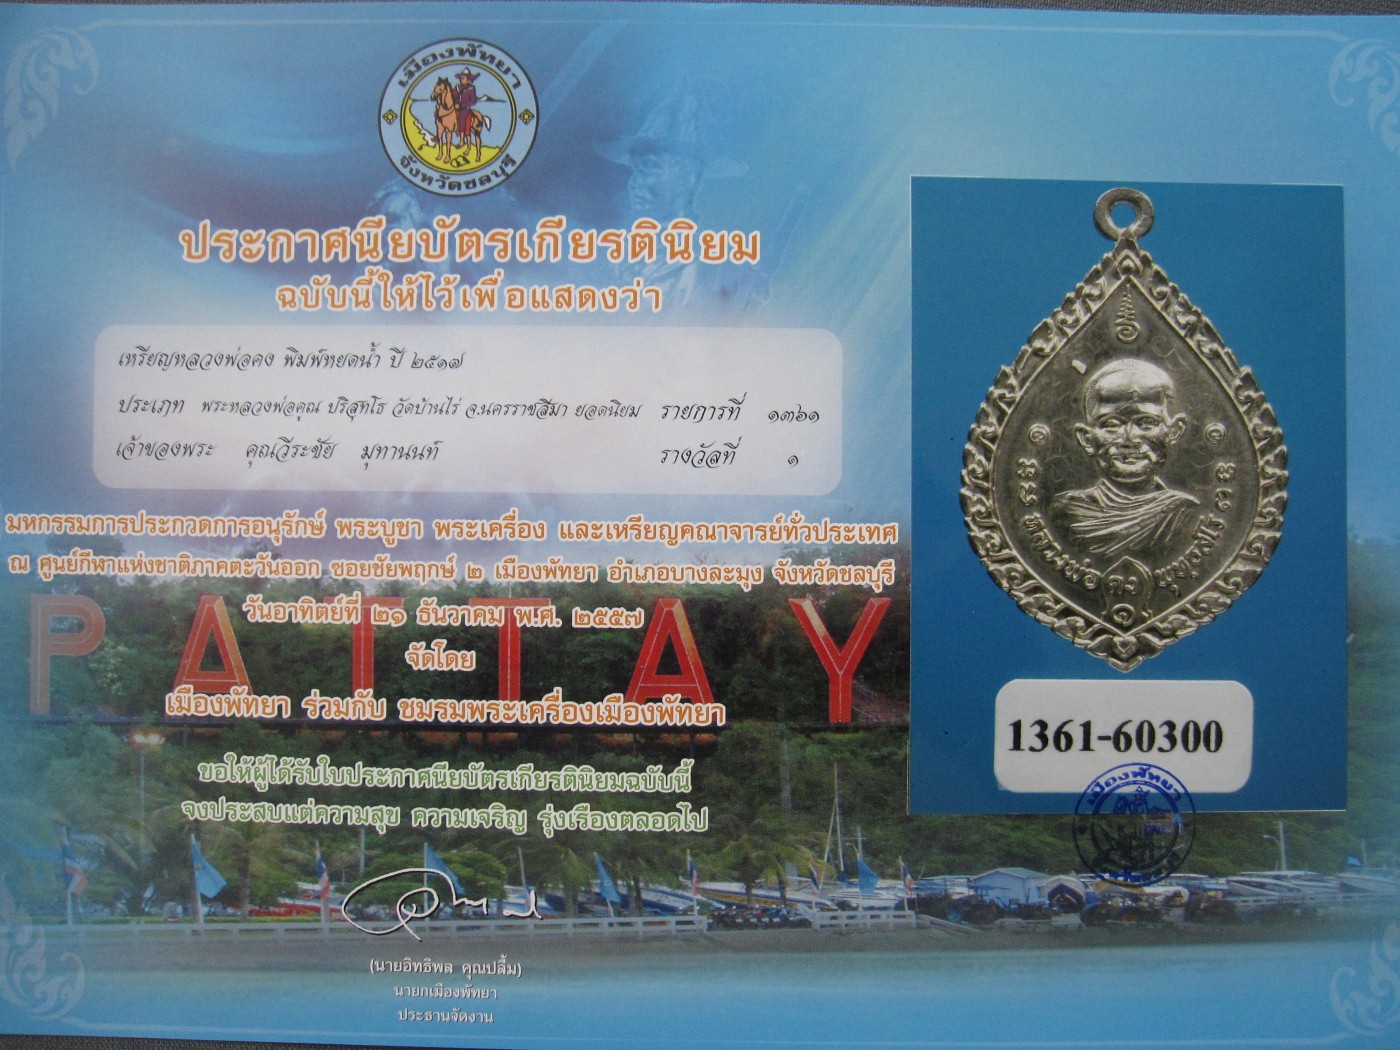 เมืองพัทยา
จังหวัดชลบุรี
ประกาศนียบัตรเกียรตินิยม
ฉบับนี้ให้ไว้เพื่อแสดงว่า
เหรียญหลวงพ่อคง พิมพ์หยดน้ำ ปี ๒๕๑๗
ประเภท พระหลวงพ่อคูณ ปริสุทโธ วัดบ้านไร่ จ.นครราชสีมา ยอดนิยม รายการที่ ๑๓๖๑
เจ้าของพระ คุณวีระชัย มุทานนท์ รางวัลที่ ๑
มหกรรมการประกวดการอนุรักษ์ พระบูชา พระเครื่อง และเหรียญคณาจารย์ทั่วประเทศ
ณ ศูนย์กีฬาแห่งชาติภาคตะวันออก ซอยชัยพฤกษ์ ๒ เมืองพัทยา อำเภอบางละมุง จังหวัดชลบุรี
วันอาทิตย์ที่ ๒๑ ธันวาคม พ.ศ. ๒๕๕๗
จัดโดย
เมืองพัทยา ร่วมกับ ชมรมพระเครื่องเมืองพัทยา
PATTAY
ขอให้ผู้ได้รับใบประกาศนียบัตรเกียรตินิยมฉบับนี้
จงประสบแต่ความสุข ความเจริญ รุ่งเรืองตลอดไป
(นายอิทธิพล คุณปลื้ม)
นายกเมืองพัทยา
ประธานจัดงาน
หลวงพ่อ คง พุทฺธสโร
๑
1361-60300
เมืองพัทยา